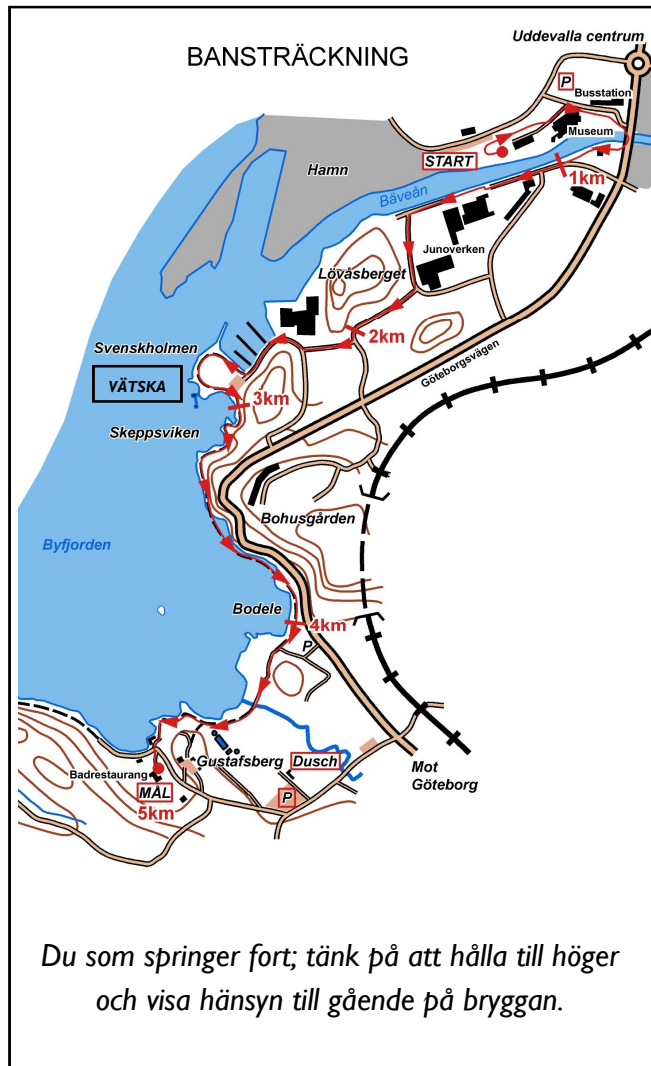 BANSTRÄCKNING
Uddevalla centrum
P
Busstation
Museum
START
Hamn
1km
Bäveån
Junoverken
Lövåsberget
2km
Svenskholmen
Göteborgsvägen
VÄTSKA
3km
Skeppsviken
Bohusgården
Byfjorden
Bodele
4km
P
Gustafsberg
Dusch
Mot
Göteborg
Badrestaurang
MÅL
P
5km
Du som springer fort; tänk på att hålla till höger
och visa hänsyn till gående på bryggan.